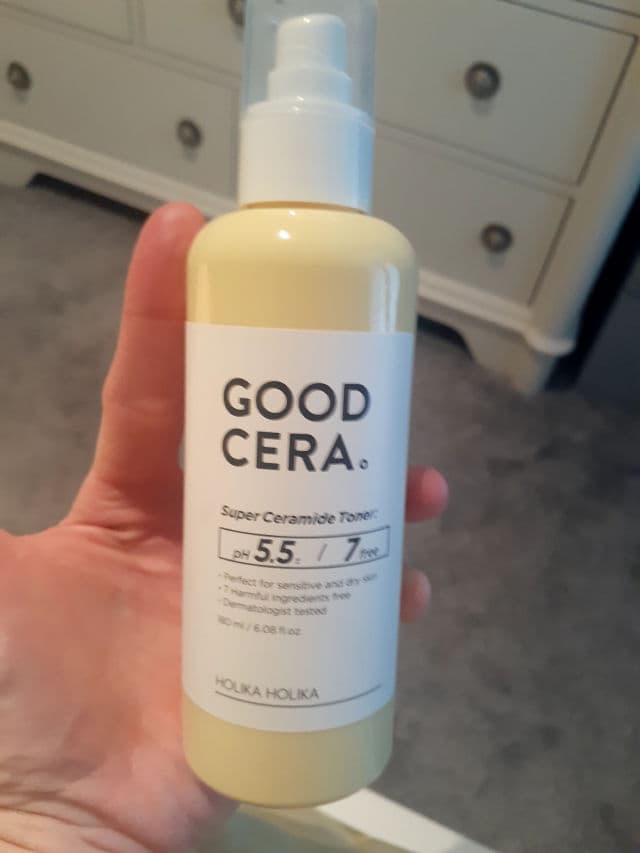 GOOD
CERA.
Super Ceramide Toner:
pH 5.5± / 7 free
• Perfect for sensitive and dry skin
• 7 Harmful ingredients free
• Dermatologist tested
180 ml / 6.08 fl oz.
HOLIKA HOLIKA